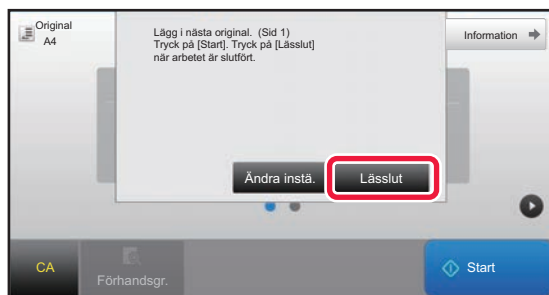 Original
A4
Lägg i nästa original. (Sid 1)
Tryck på [Start]. Tryck på [Lässlut]
när arbetet är slutfört.
Information
Ändra instä.
Lässlut
CA
Förhandsgr.
Start